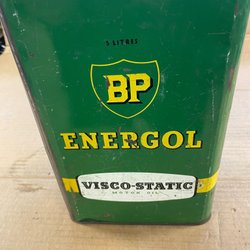 5 LITRES
BP
ENERGOL
VISCO-STATIC
MOTOR OIL